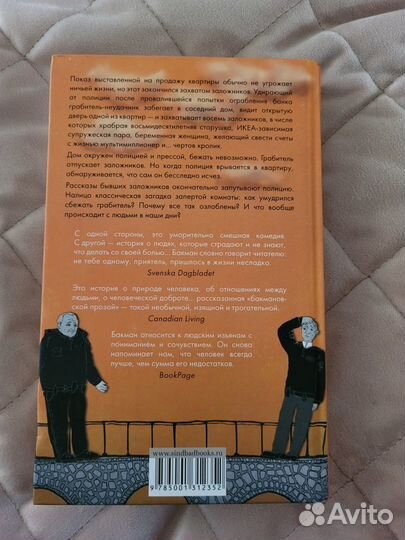 Показ выставленной на продажу квартиры обычно не угрожает
ничьей жизни, но этот закончился захватом заложников. Удирающий
от полиции после провалившейся попытки ограбления банка
грабитель-неудачник забегает в соседний дом, видит открытую
дверь одной из квартир — и захватывает восемь заложников, в числе
которых храбрая восьмидесятилетняя старушка, ИКЕА-зависимая
супружеская пара, беременная женщина, желающий свести счеты
с жизнью мультимиллионер и... чертов кролик.
Дом окружен полицией и прессой, бежать невозможно. Грабитель
отпускает заложников. Но когда полиция врывается в квартиру,
обнаруживается, что сам он бесследно исчез.
Рассказы бывших заложников окончательно запутывают полицию.
Налицо классическая загадка запертой комнаты: как умудрился
сбежать грабитель? Почему все так озлоблены? И что вообще
происходит с людьми в наши дни?
С одной стороны, это уморительно смешная комедия.
С другой — история о людях, которые страдают и не знают,
что делать со своей болью... Бакман словно говорит читателю:
не тебе одному, приятель, пришлось в жизни несладко.
Svenska Dagbladet
Это история о природе человека, об отношениях между
людьми, о человеческой доброте... рассказанная «бакманов-
ской прозой» — такой необычной, изящной и трогательной.
Canadian Living
Бакман относится к людским изъянам с
пониманием и сочувствием. Он снова
напоминает нам, что человек всегда
лучше, чем сумма его недостатков.
BookPage
www.sindbadbooks.ru
9 785001 312352
Avito